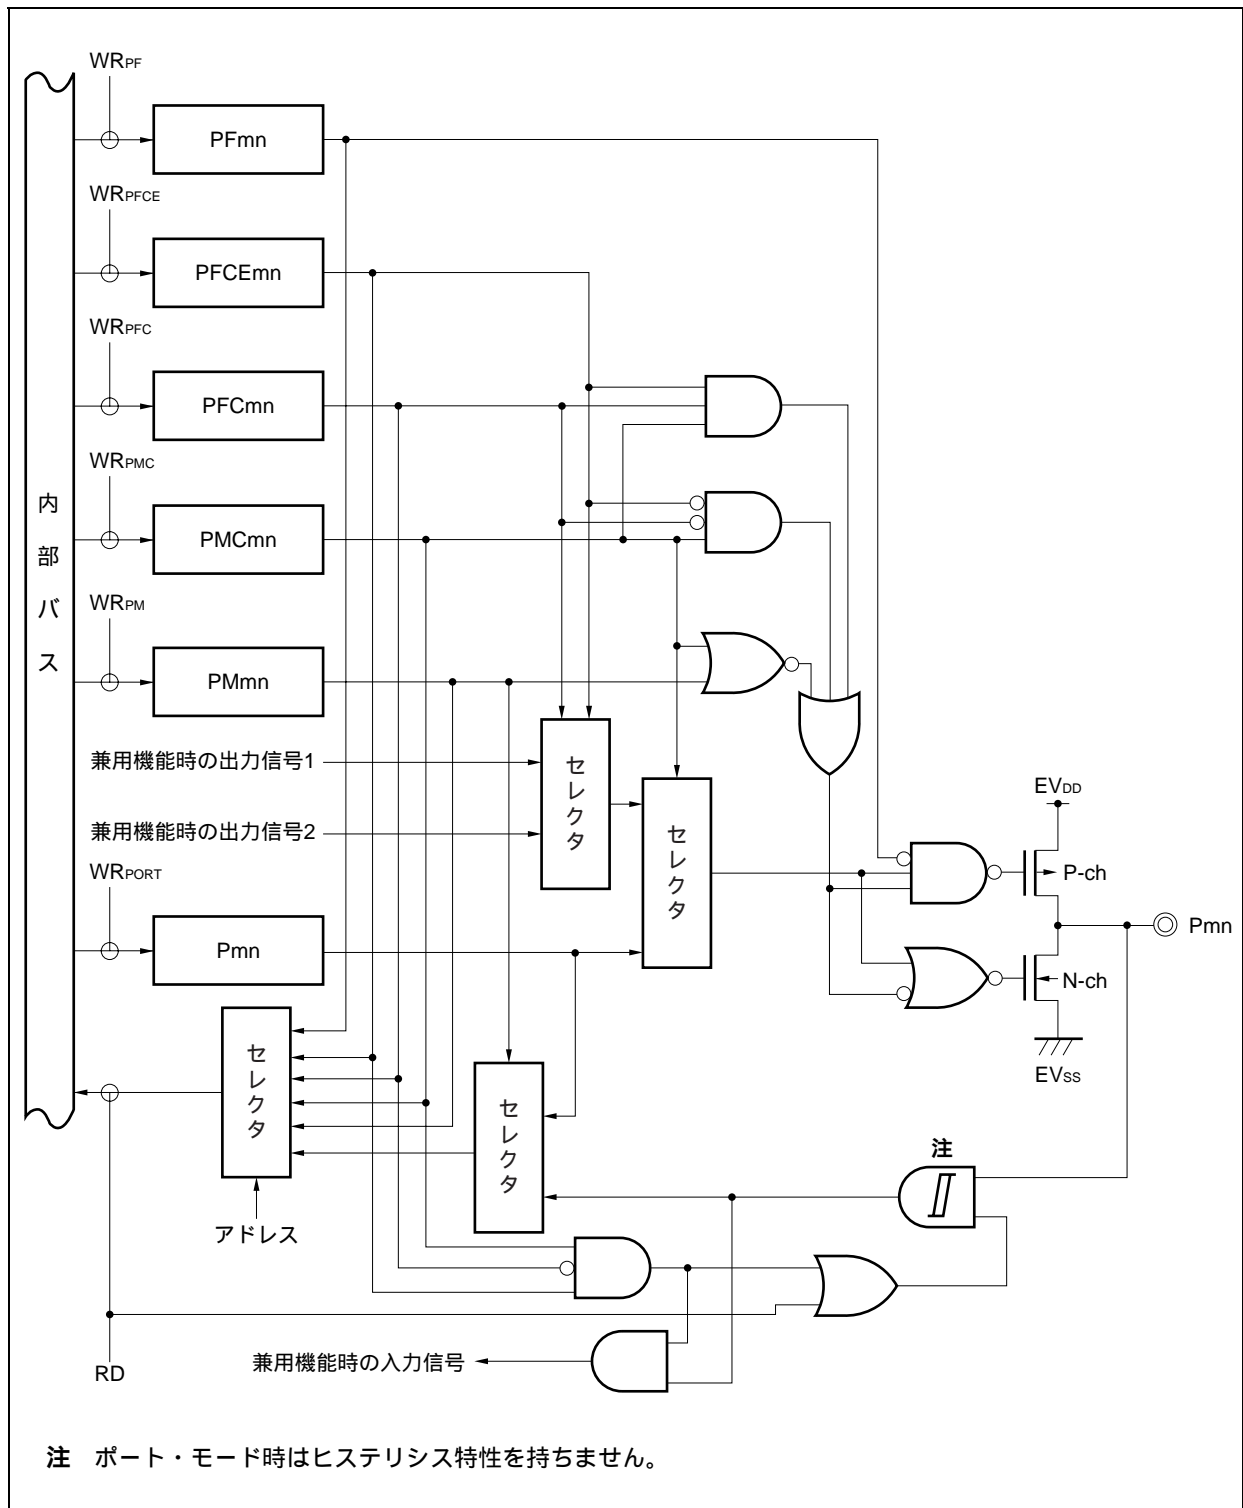 WRPF
PFmn
WRPFCE
PFCEmn
WRPFC
PFCmn
WRPMC
内部バス
PMCmn
WRPM
PMmn
兼用機能時の出力信号1
セレクタ
兼用機能時の出力信号2
セレクタ
EVDD
P-ch
WRPORT
Pmn
Pmn
N-ch
EVSS
セレクタ
セレクタ
注
アドレス
RD
兼用機能時の入力信号
注 ポート・モード時はヒステリシス特性を持ちません。